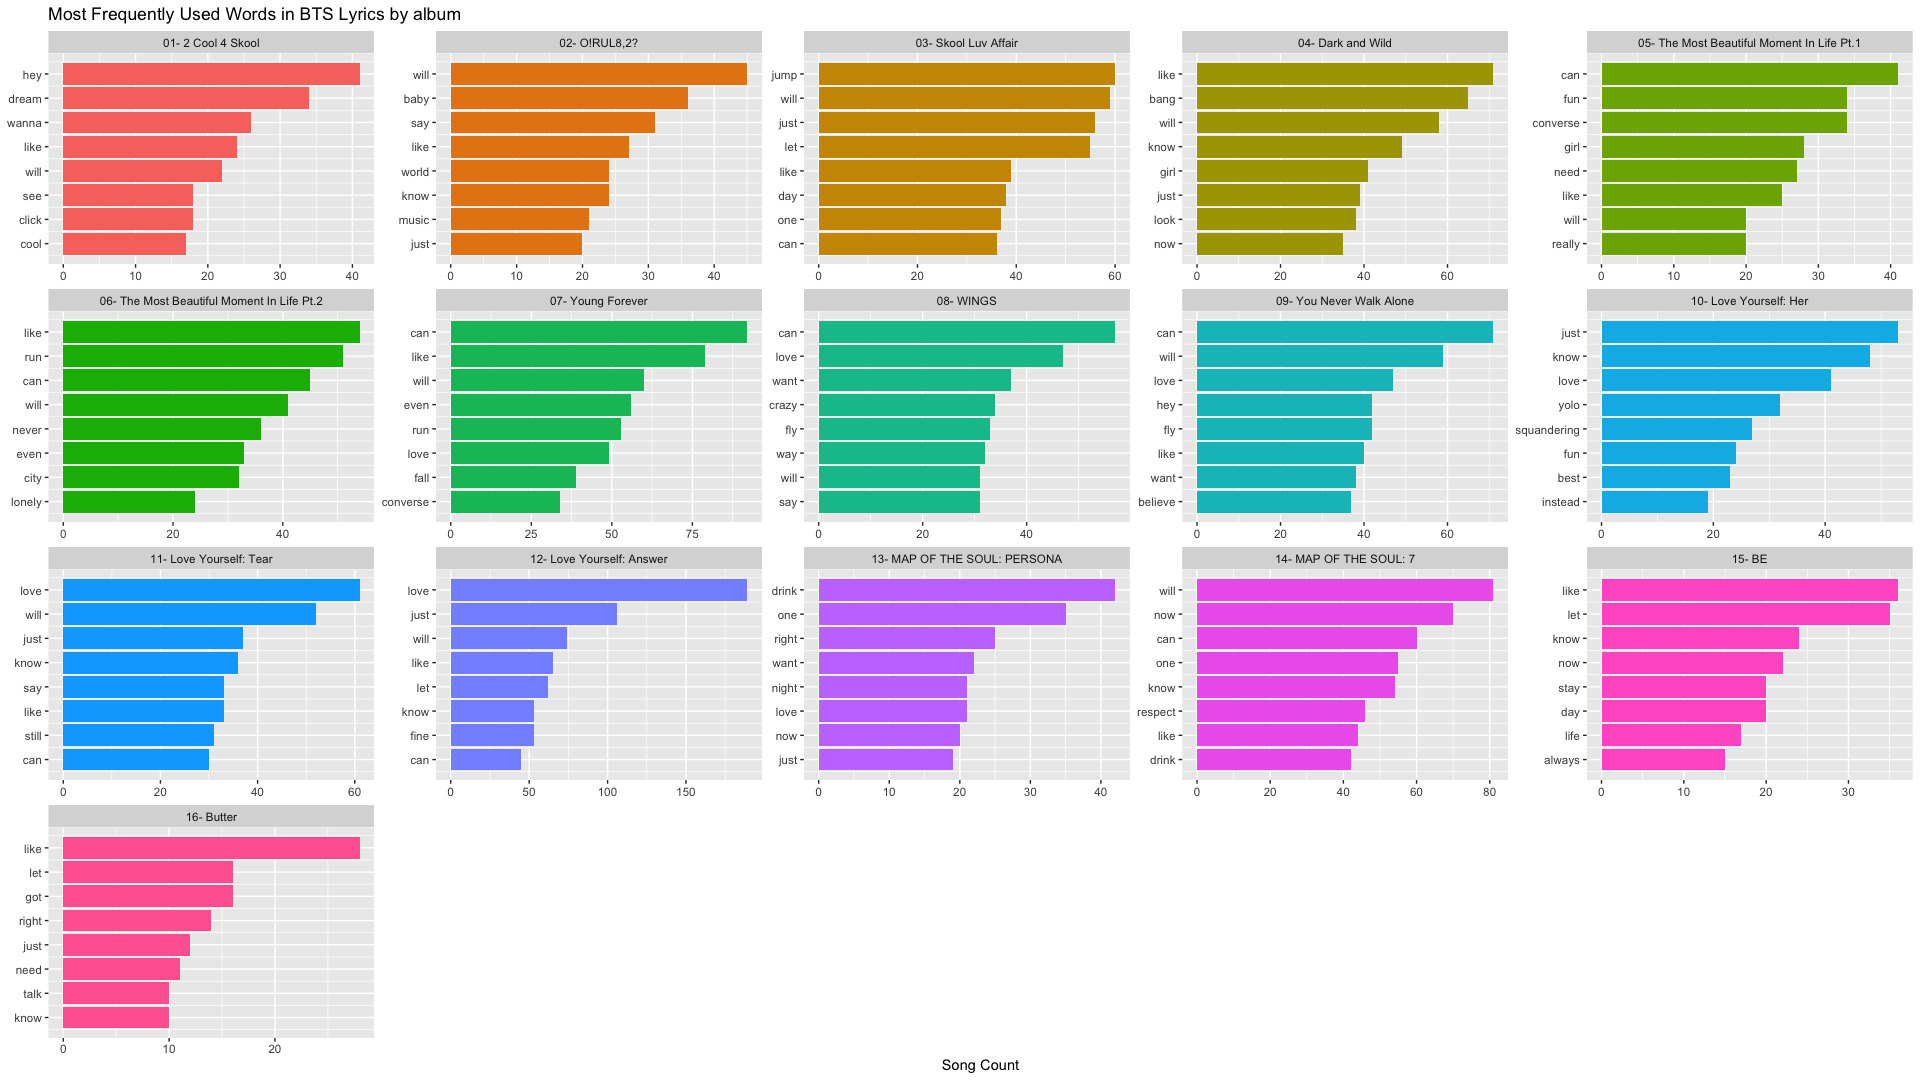 Most Frequently Used Words in BTS Lyrics by album
01- 2 Cool 4 Skool
hey
dream
wanna
like
will
see
click
cool
0 10 20 30 40
02- O!RUL8,2?
will
baby
say
like
world
know
music
just
0 10 20 30 40
03- Skool Luv Affair
jump
will
just
let
like
day
one
can
0 20 40 60
04- Dark and Wild
like
bang
will
know
girl
just
look
now
0 20 40 60
05- The Most Beautiful Moment In Life Pt.1
can
fun
converse
girl
need
like
will
really
0 10 20 30 40
06- The Most Beautiful Moment In Life Pt.2
like
run
can
will
never
even
city
lonely
0 20 40
07- Young Forever
can
like
will
even
run
love
fall
converse
0 25 50 75
08- WINGS
can
love
want
crazy
fly
way
will
say
0 20 40
09- You Never Walk Alone
can
will
love
hey
fly
like
want
believe
0 20 40 60
10- Love Yourself: Her
just
know
love
yolo
squandering
fun
best
instead
0 20 40
11- Love Yourself: Tear
love
will
just
know
say
like
still
can
0 20 40 60
12- Love Yourself: Answer
love
just
will
like
let
know
fine
can
0 50 100 150
13- MAP OF THE SOUL: PERSONA
drink
one
right
want
night
love
now
just
0 10 20 30 40
14- MAP OF THE SOUL: 7
will
now
can
one
know
respect
like
drink
0 20 40 60 80
15- BE
like
let
know
now
stay
day
life
always
0 10 20 30
16- Butter
like
let
got
right
just
need
talk
know
0 10 20
Song Count